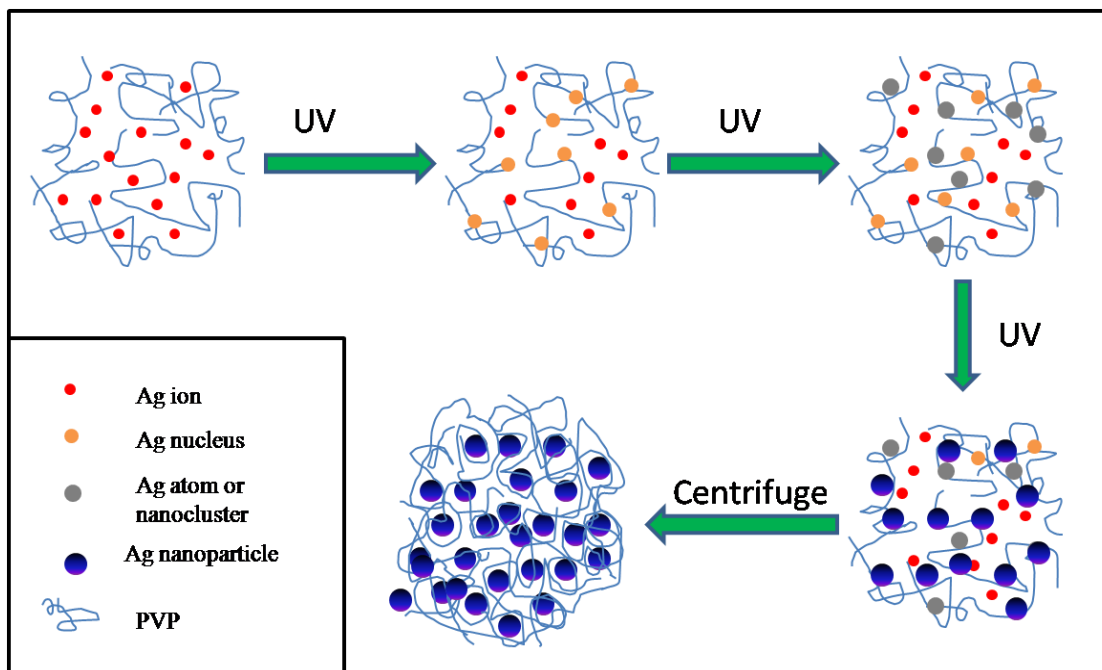 UV
UV
UV
Centrifuge
Ag ion
Ag nucleus
Ag atom or
nanocluster
Ag nanoparticle
PVP